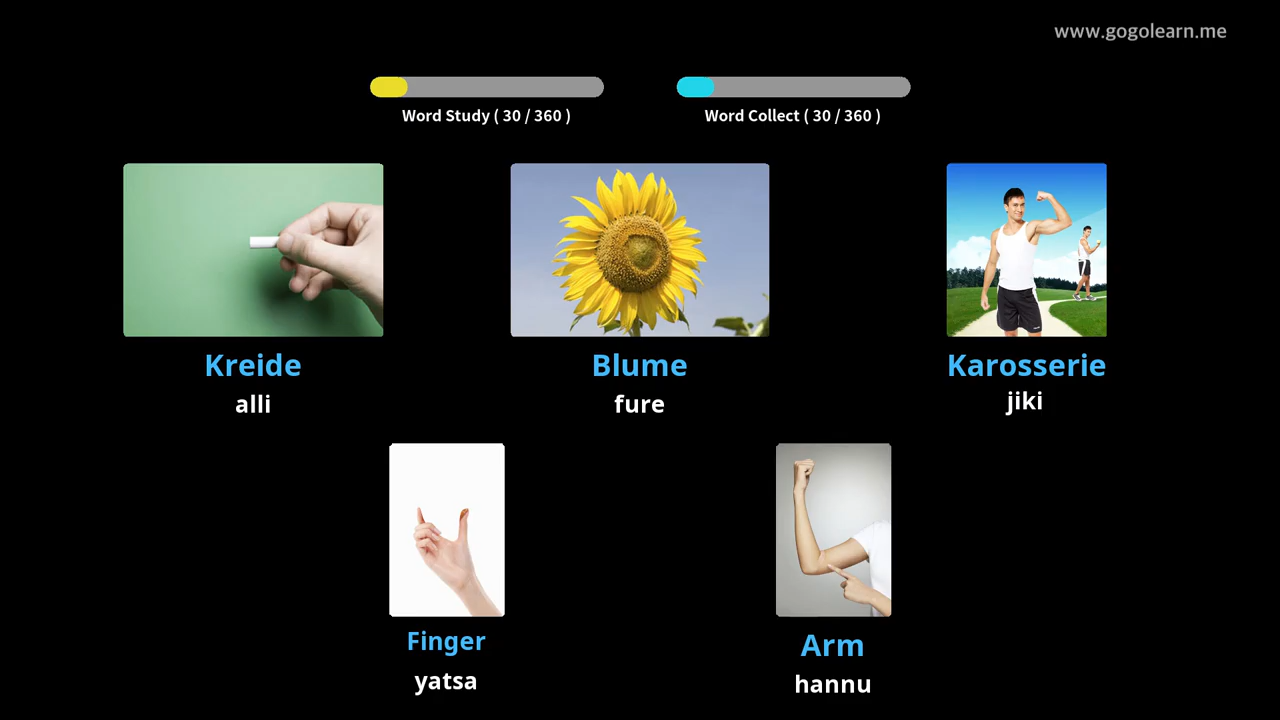 www.gogolearn.me
Word Study ( 30 / 360 )
Word Collect ( 30 / 360 )
Kreide
alli
Blume
fure
Karosserie
jiki
Finger
yatsa
Arm
hannu